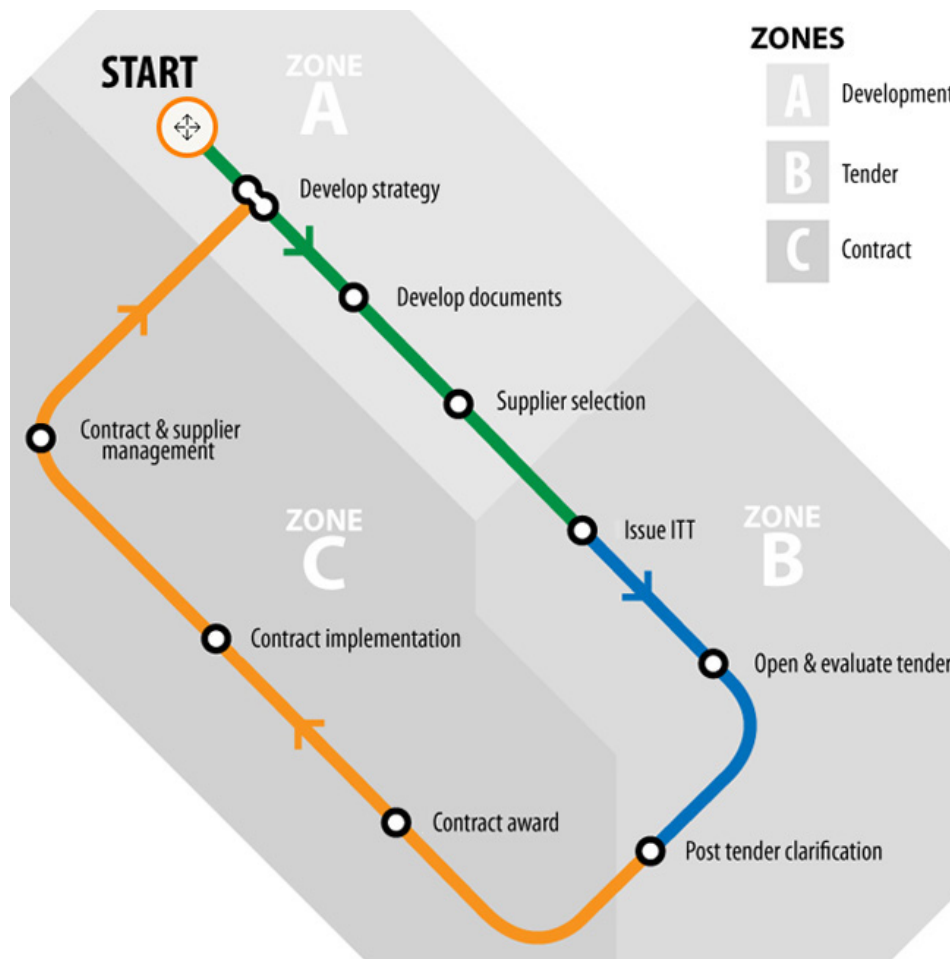 START
ZONE
A
ZONES
A
Development
B
Tender
C
Contract
Develop strategy
Develop documents
Supplier selection
Issue ITT
ZONE
B
Open & evaluate tender
Post tender clarification
Contract award
Contract implementation
ZONE
C
Contract & supplier
management